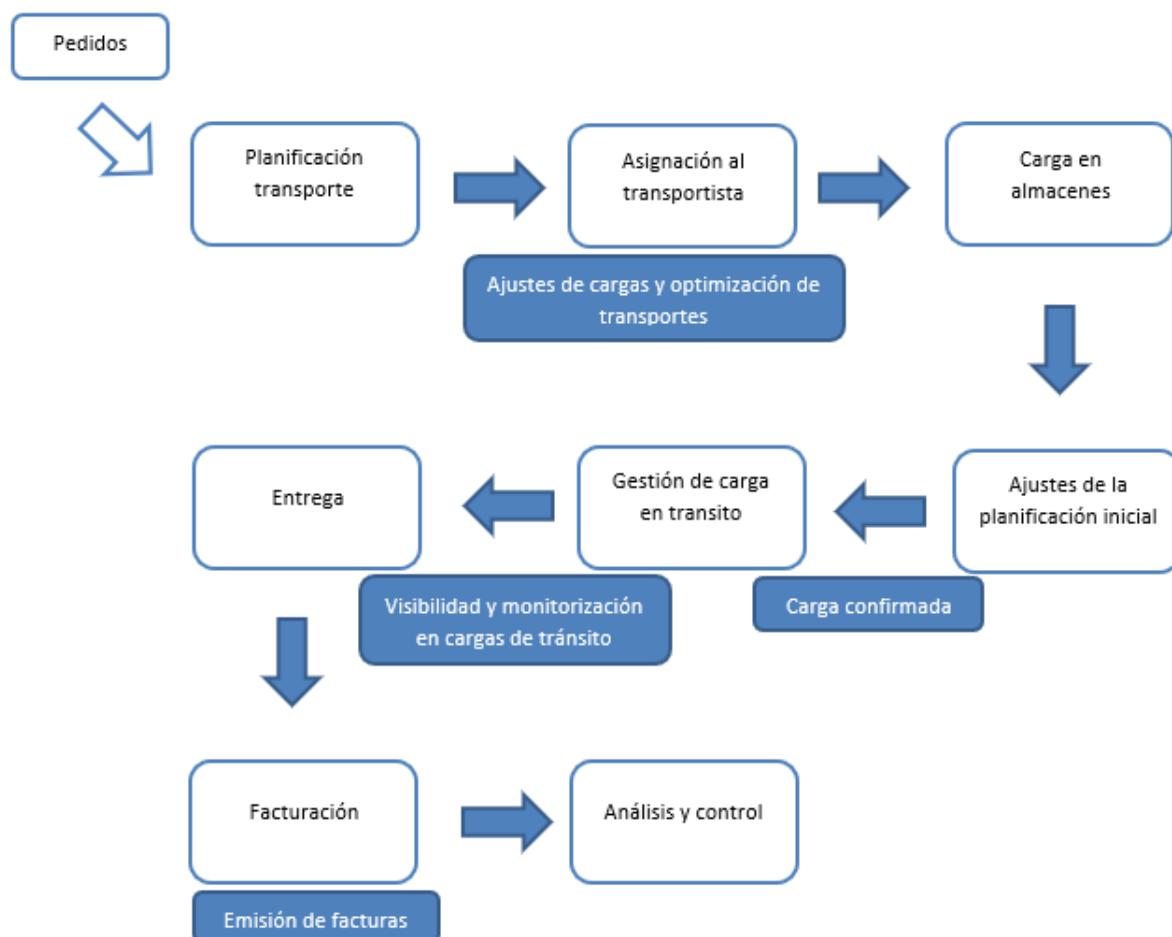 Pedidos
Planificación
transporte
Asignación al
transportista
Carga en
almacenes
Ajustes de cargas y optimización de
transportes
Ajustes de la
planificación inicial
Gestión de carga
en transito
Entrega
Carga confirmada
Visibilidad y monitorización
en cargas de tránsito
Facturación
Análisis y control
Emisión de facturas